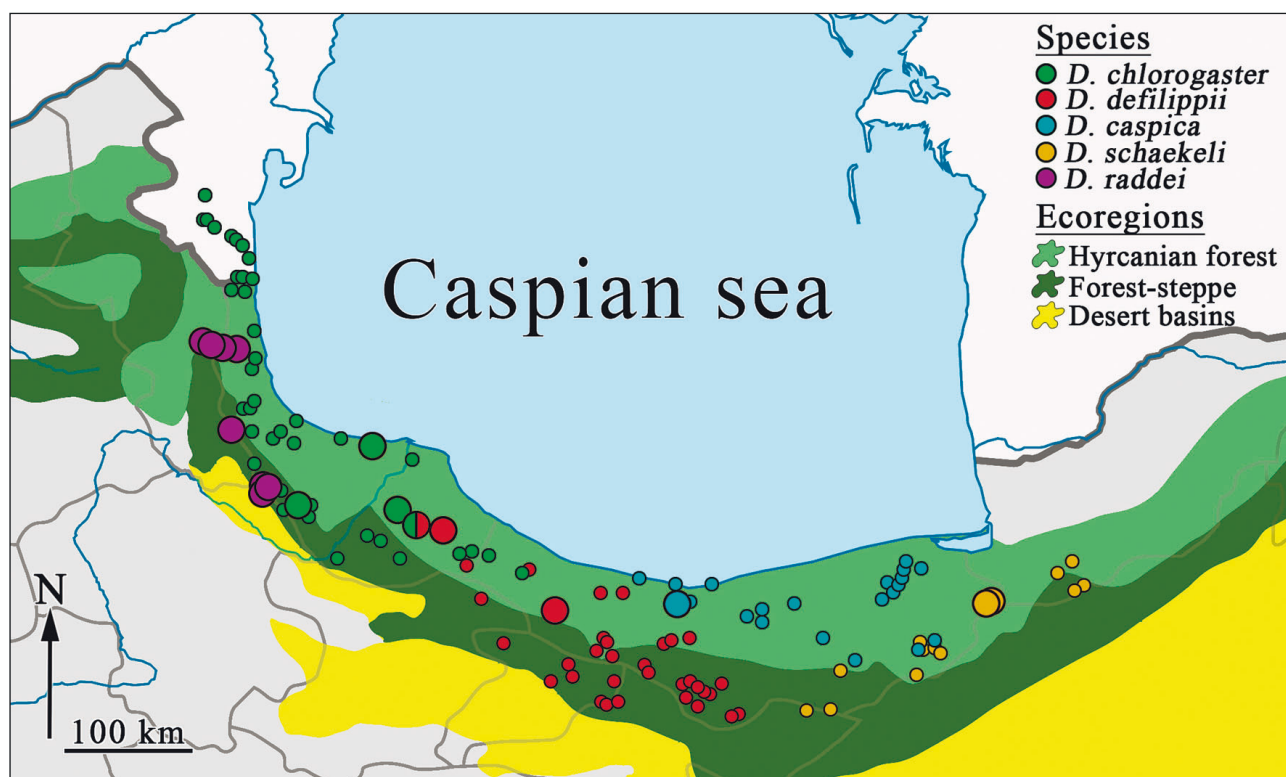 Species
D. chlorogaster
D. defilippii
D. caspica
D. schaekeli
D. raddei
Ecoregions
Hyrcanian forest
Forest-steppe
Desert basins
Caspian sea
N
100 km